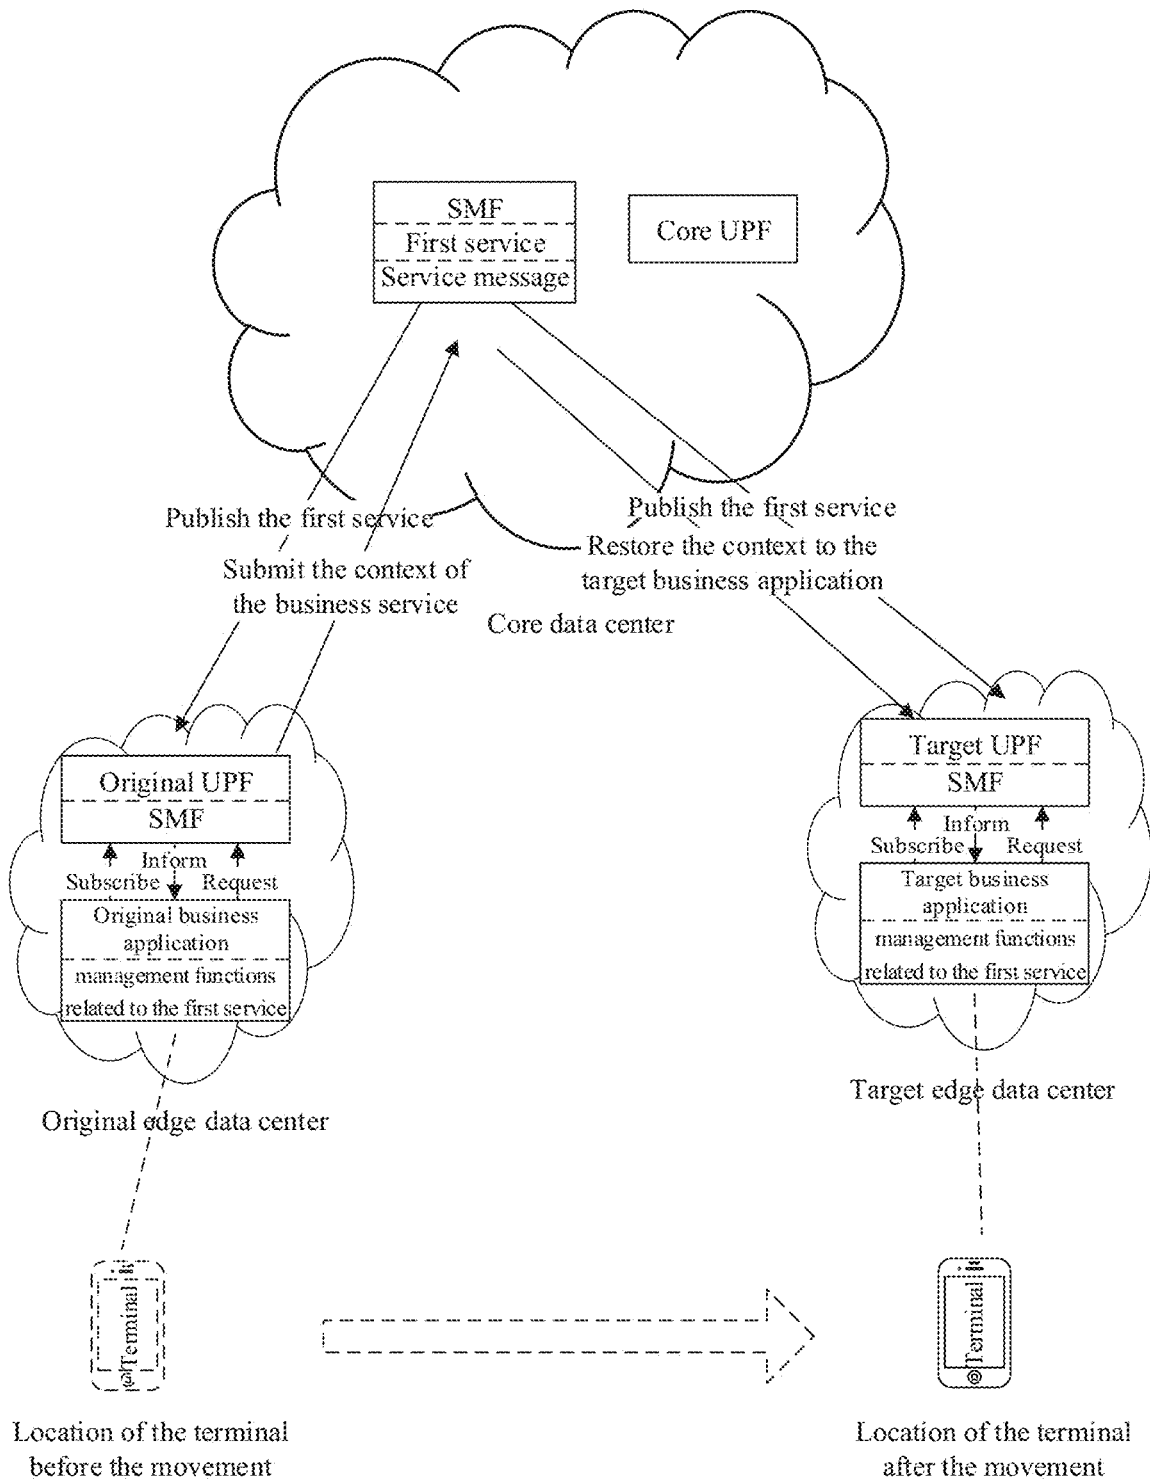 SMF
First service
Service message
Core UPF
Publish the first service
Submit the context of
the business service
Publish the first service
Restore the context to the
target business application
Core data center
Original UPF
SMF
Inform
Subscribe
Request
Original business
application
management functions
related to the first service
Original edge data center
Target UPF
SMF
Inform
Subscribe
Request
Target business
application
management functions
related to the first service
Target edge data center
@Terminal
@Terminal
Location of the terminal
before the movement
Location of the terminal
after the movement